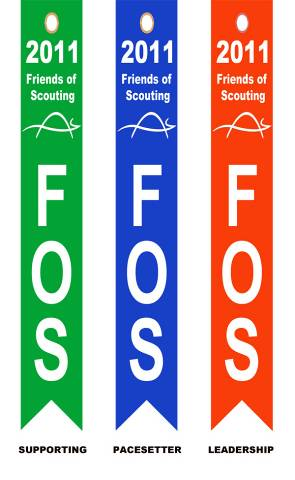 2011
Friends of
Scouting
F
O
S
SUPPORTING
2011
Friends of
Scouting
F
O
S
PACESETTER
2011
Friends of
Scouting
F
O
S
LEADERSHIP